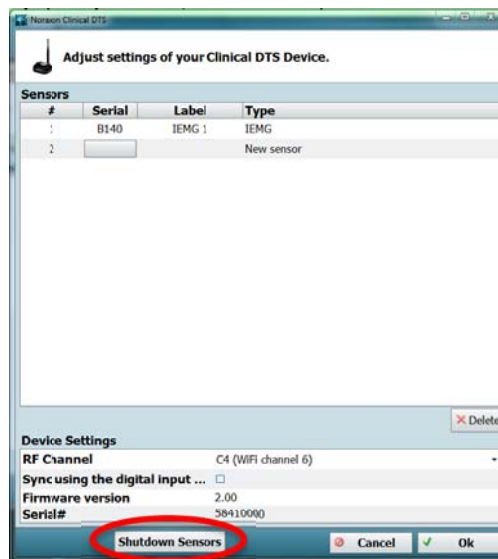 Noraxon Clinical DTS
Adjust settings of your Clinical DTS Device.
Sensors
# Serial Label Type
1 B140 IEMG 1 IEMG
2 New sensor
Delete
Device Settings
RF Channel C4 (WiFi channel 6)
Sync using the digital input ...
Firmware version 2.00
Serial# 58410000
Shutdown Sensors Cancel Ok